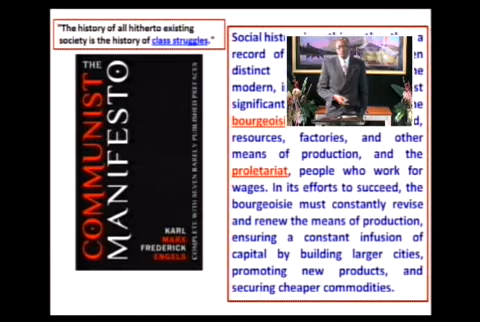 "The history of all hitherto existing
society is the history of class struggles."
THE
COMMUNIST
MANIFESTO
COMPLETE WITH SEVEN RARELY PUBLISHED PREFACES
KARL
MARX
FREDERICK
ENGELS
Social a
record of
distinct
modern,
significant
bourgeoisi
resources, factories, and other
means of production, and the
proletariat, people who work for
wages. In its efforts to succeed, the
bourgeoisie must constantly revise
and renew the means of production,
ensuring a constant infusion of
capital by building larger cities,
promoting new products, and
securing cheaper commodities.